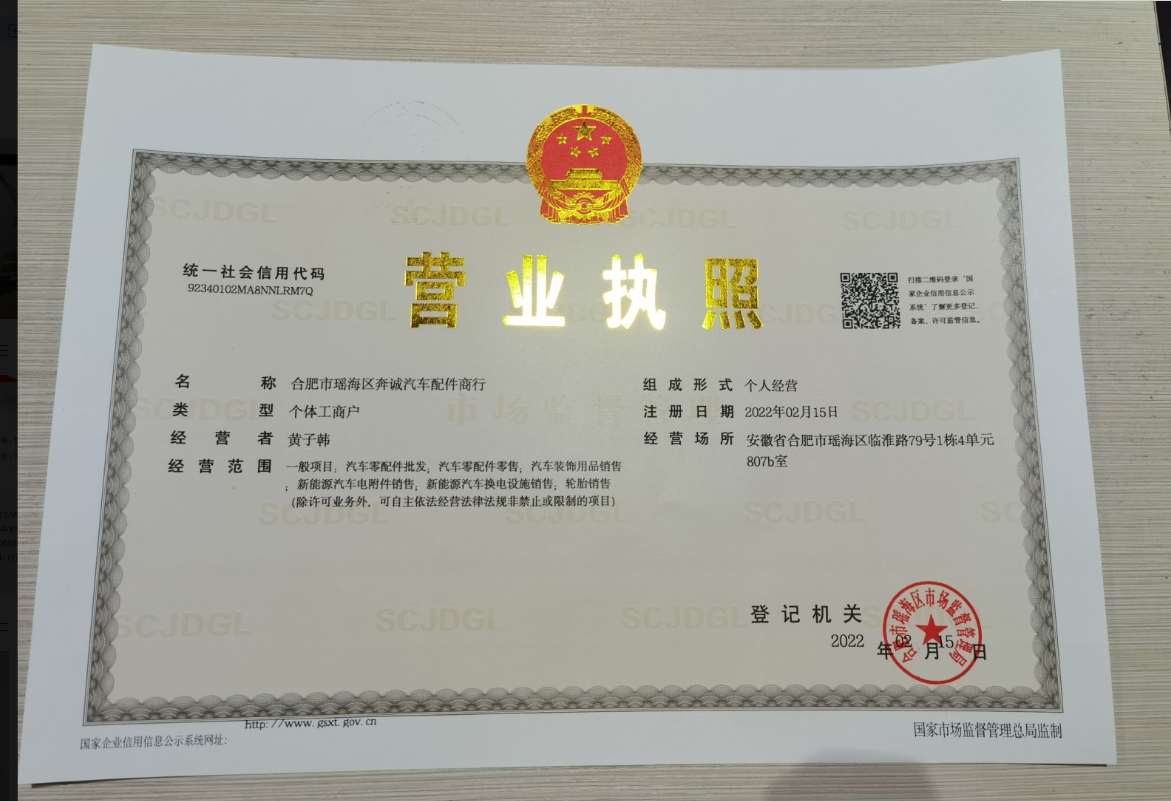 营业执照
统一社会信用代码
92340102MA8NNLRM7Q
扫描二维码登录‘国
家企业信用信息公示
系统’了解更多登记、
备案、许可监管信息。
名 称 合肥市瑶海区奔诚汽车配件商行
类 型 个体工商户
经 营 者 黄子韩
经 营 范 围 一般项目：汽车零配件批发；汽车零配件零售；汽车装饰用品销售
；新能源汽车电附件销售；新能源汽车换电设施销售；轮胎销售
（除许可业务外，可自主依法经营法律法规非禁止或限制的项目）
组 成 形 式 个人经营
注 册 日 期 2022年02月15日
经 营 场 所 安徽省合肥市瑶海区临淮路79号1栋4单元
807b室
SCJDGL
市场监督管理
登 记 机 关
合肥市瑶海区市场监督管理局
2022 年 02 月 15 日
http://www.gsxt.gov.cn
国家企业信用信息公示系统网址：
国家市场监督管理总局监制